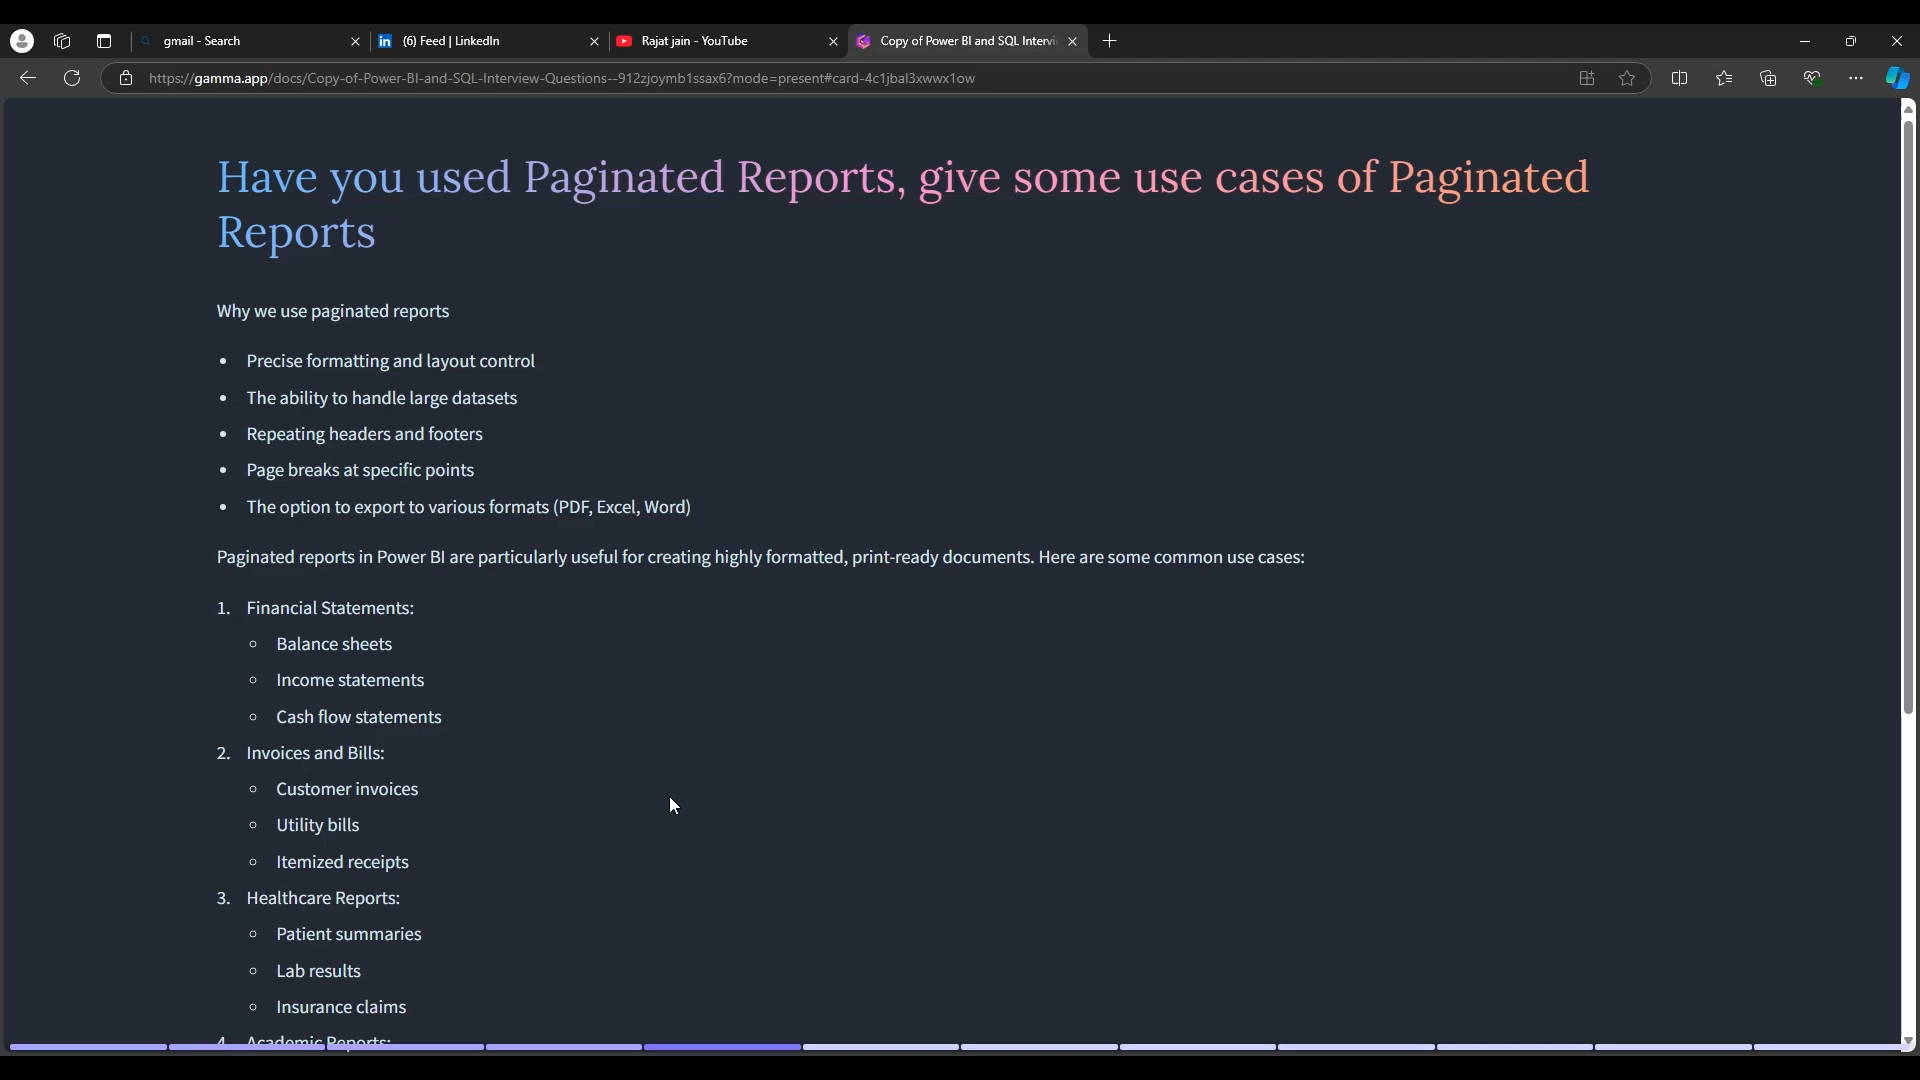 gmail - Search
(6) Feed | LinkedIn
Rajat jain - YouTube
Copy of Power BI and SQL Intervi
https://gamma.app/docs/Copy-of-Power-BI-and-SQL-Interview-Questions--912zjoymb1ssax6?mode=present#card-4c1jbal3xwwx1ow
Have you used Paginated Reports, give some use cases of Paginated
Reports
Why we use paginated reports
• Precise formatting and layout control
• The ability to handle large datasets
• Repeating headers and footers
• Page breaks at specific points
• The option to export to various formats (PDF, Excel, Word)
Paginated reports in Power BI are particularly useful for creating highly formatted, print-ready documents. Here are some common use cases:
1. Financial Statements:
◦ Balance sheets
◦ Income statements
◦ Cash flow statements
2. Invoices and Bills:
◦ Customer invoices
◦ Utility bills
◦ Itemized receipts
3. Healthcare Reports:
◦ Patient summaries
◦ Lab results
◦ Insurance claims
4. Academic Reports: